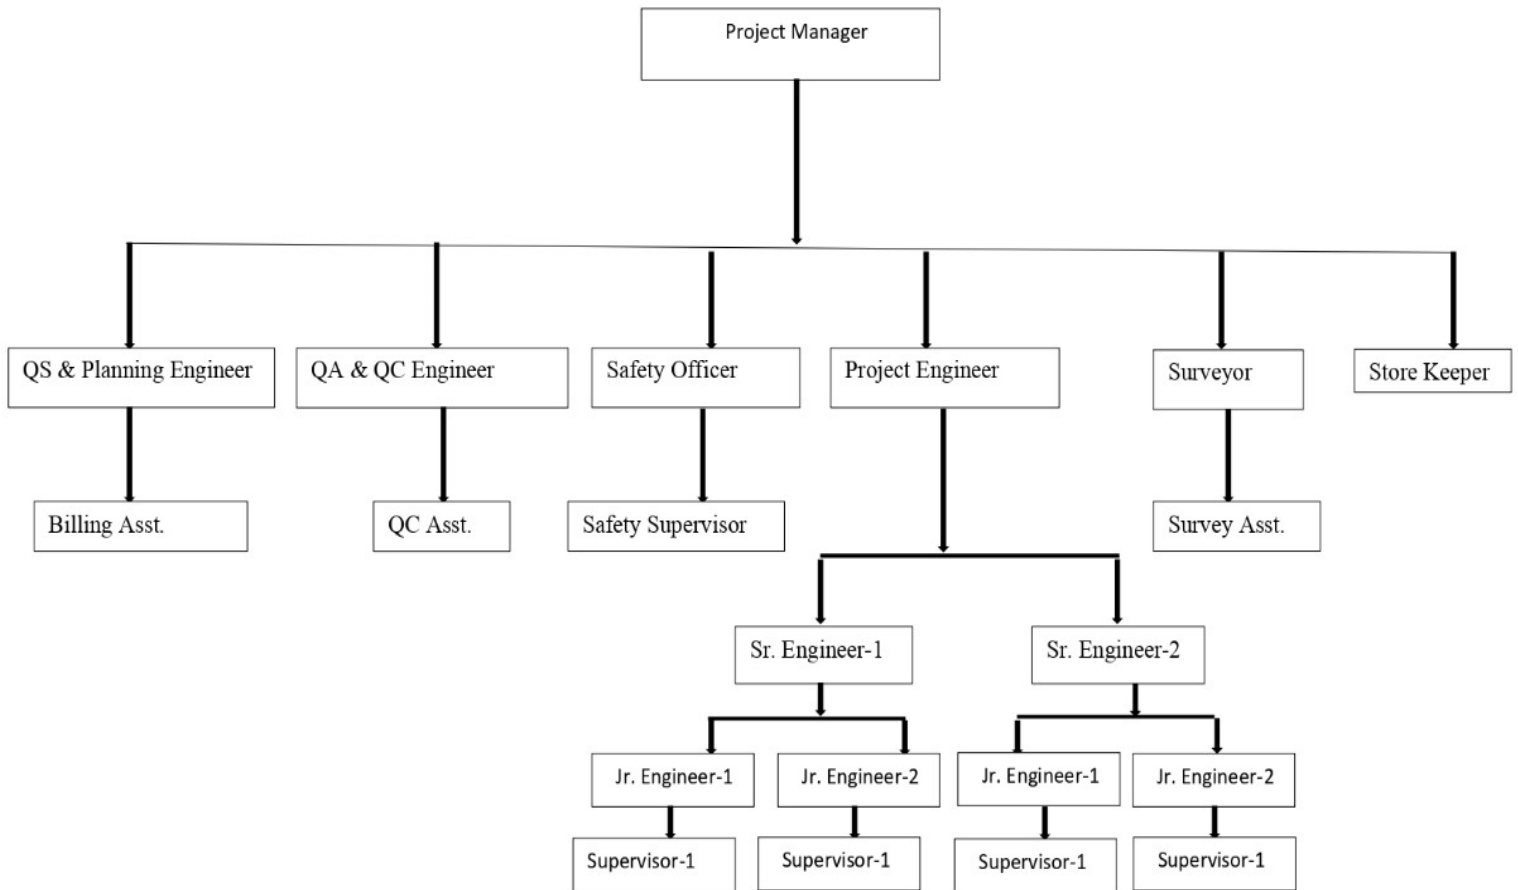 Project Manager
QS & Planning Engineer
QA & QC Engineer
Safety Officer
Project Engineer
Surveyor
Store Keeper
Billing Asst.
QC Asst.
Safety Supervisor
Survey Asst.
Sr. Engineer-1
Sr. Engineer-2
Jr. Engineer-1
Jr. Engineer-2
Jr. Engineer-1
Jr. Engineer-2
Supervisor-1
Supervisor-1
Supervisor-1
Supervisor-1